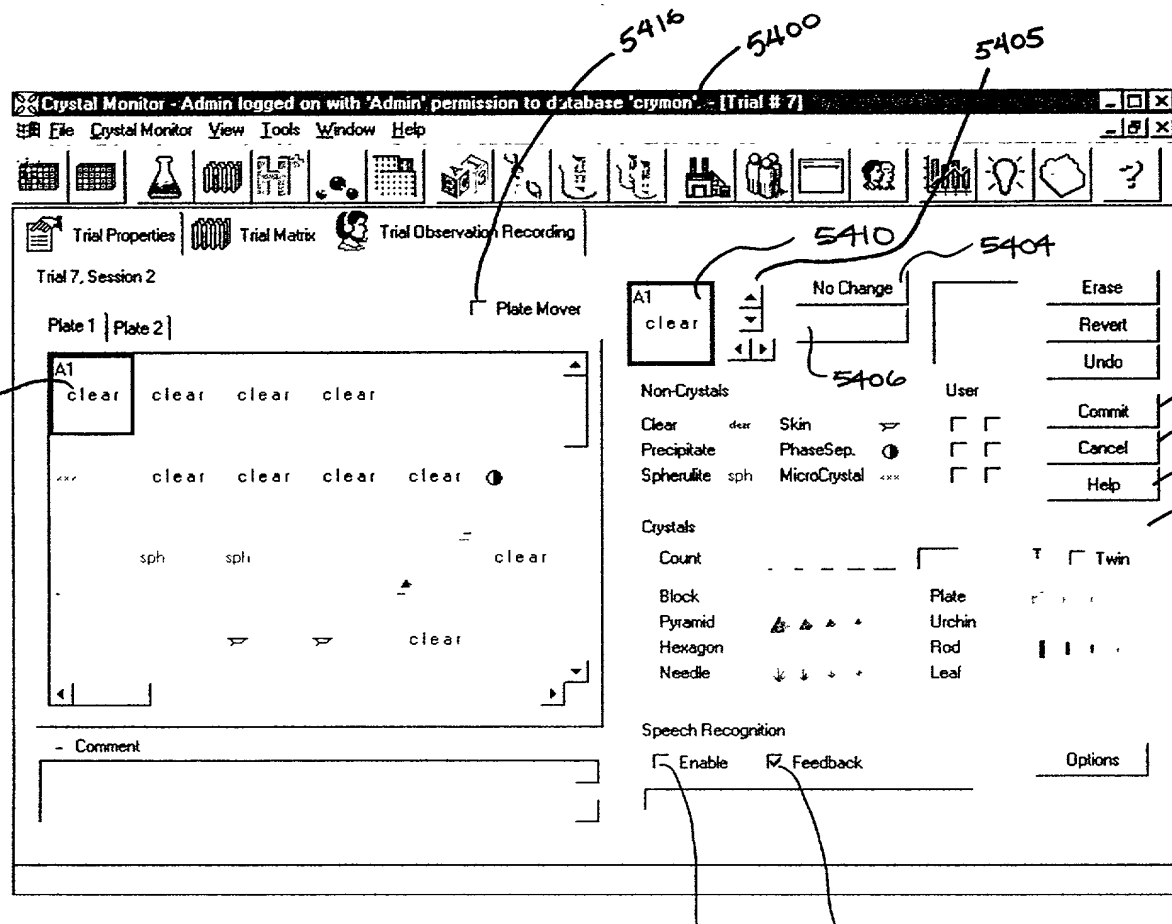 5416
5400
5405
Crystal Monitor - Admin logged on with 'Admin' permission to database 'crymon'. - [Trial # 7]
File Crystal Monitor View Tools Window Help
Trial Properties Trial Matrix Trial Observation Recording
5410
5404
Trial 7, Session 2
Plate Mover
A1
clear
No Change
Erase
Plate 1 Plate 2
Revert
5406
Undo
A1
clear clear clear clear
Non-Crystals User
Clear clear Skin
Commit
Precipitate PhaseSep.
Cancel
xxx clear clear clear clear
Spherulite sph MicroCrystal xxx
Help
Crystals
sph sph clear
Count T Twin
Block Plate
Pyramid Urchin
clear
Hexagon Rod
Needle Leaf
Speech Recognition
- Comment
Enable Feedback Options